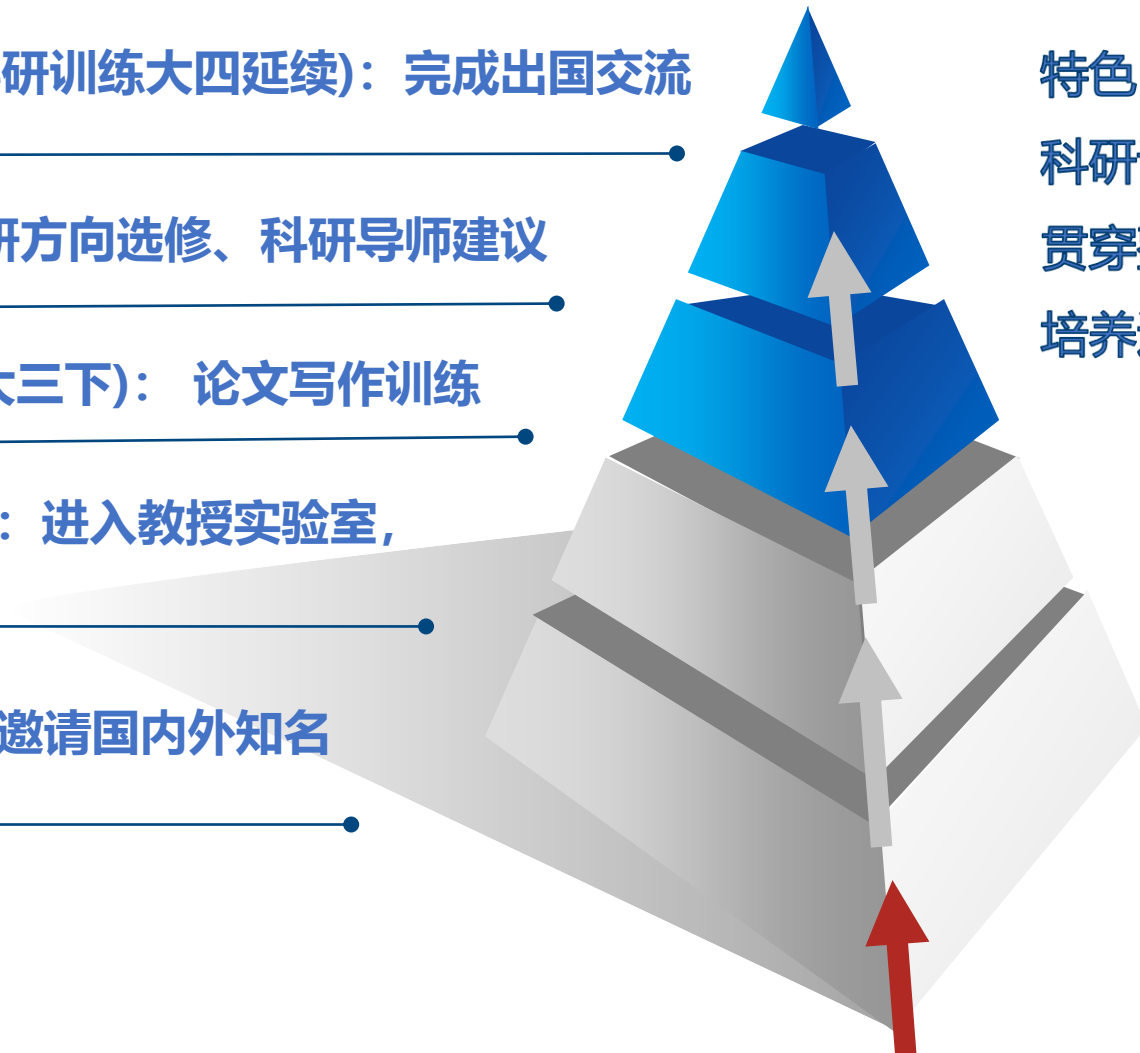 研训练大四延续)：完成出国交流
研方向选修、科研导师建议
大三下)： 论文写作训练
：进入教授实验室，
邀请国内外知名
特色
科研
贯穿
培养